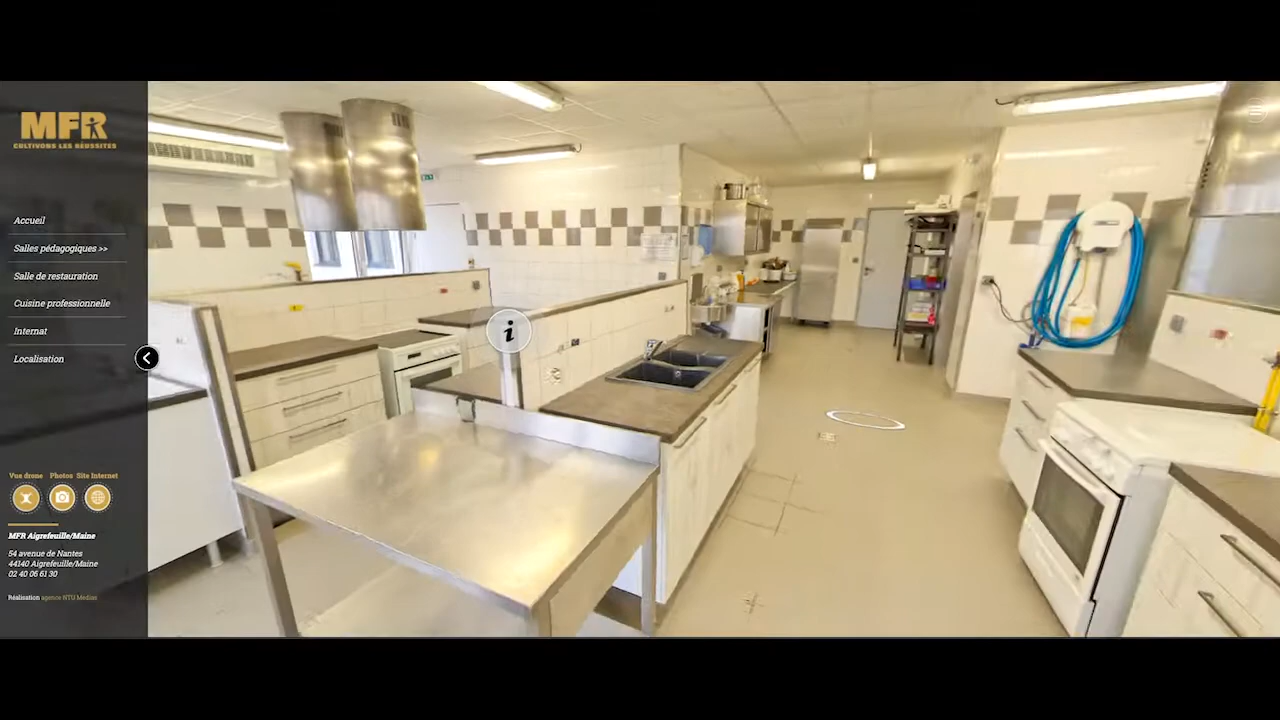 MFR
CULTIVONS LES RÉUSSITES
Accueil
Salles pédagogiques >>
Salle de restauration
Cuisine professionnelle
Internat
Localisation
Vue drone Photos Site Internet
MFR Aigrefeuille/Maine
54 avenue de Nantes
44140 Aigrefeuille/Maine
02 40 06 61 30
Réalisation agence NTU Médias
i